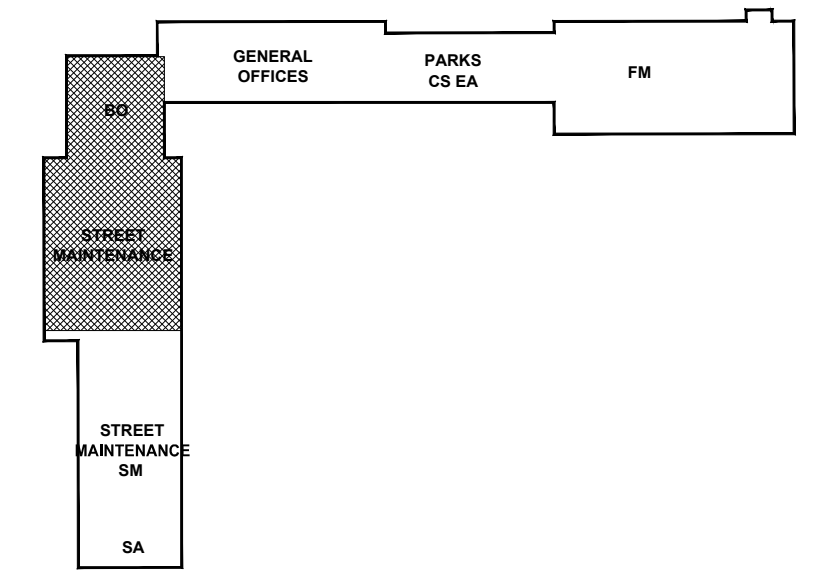 GENERAL
OFFICES
PARKS
CS EA
FM
BO
STREET
MAINTENANCE
STREET
MAINTENANCE
SM
SA